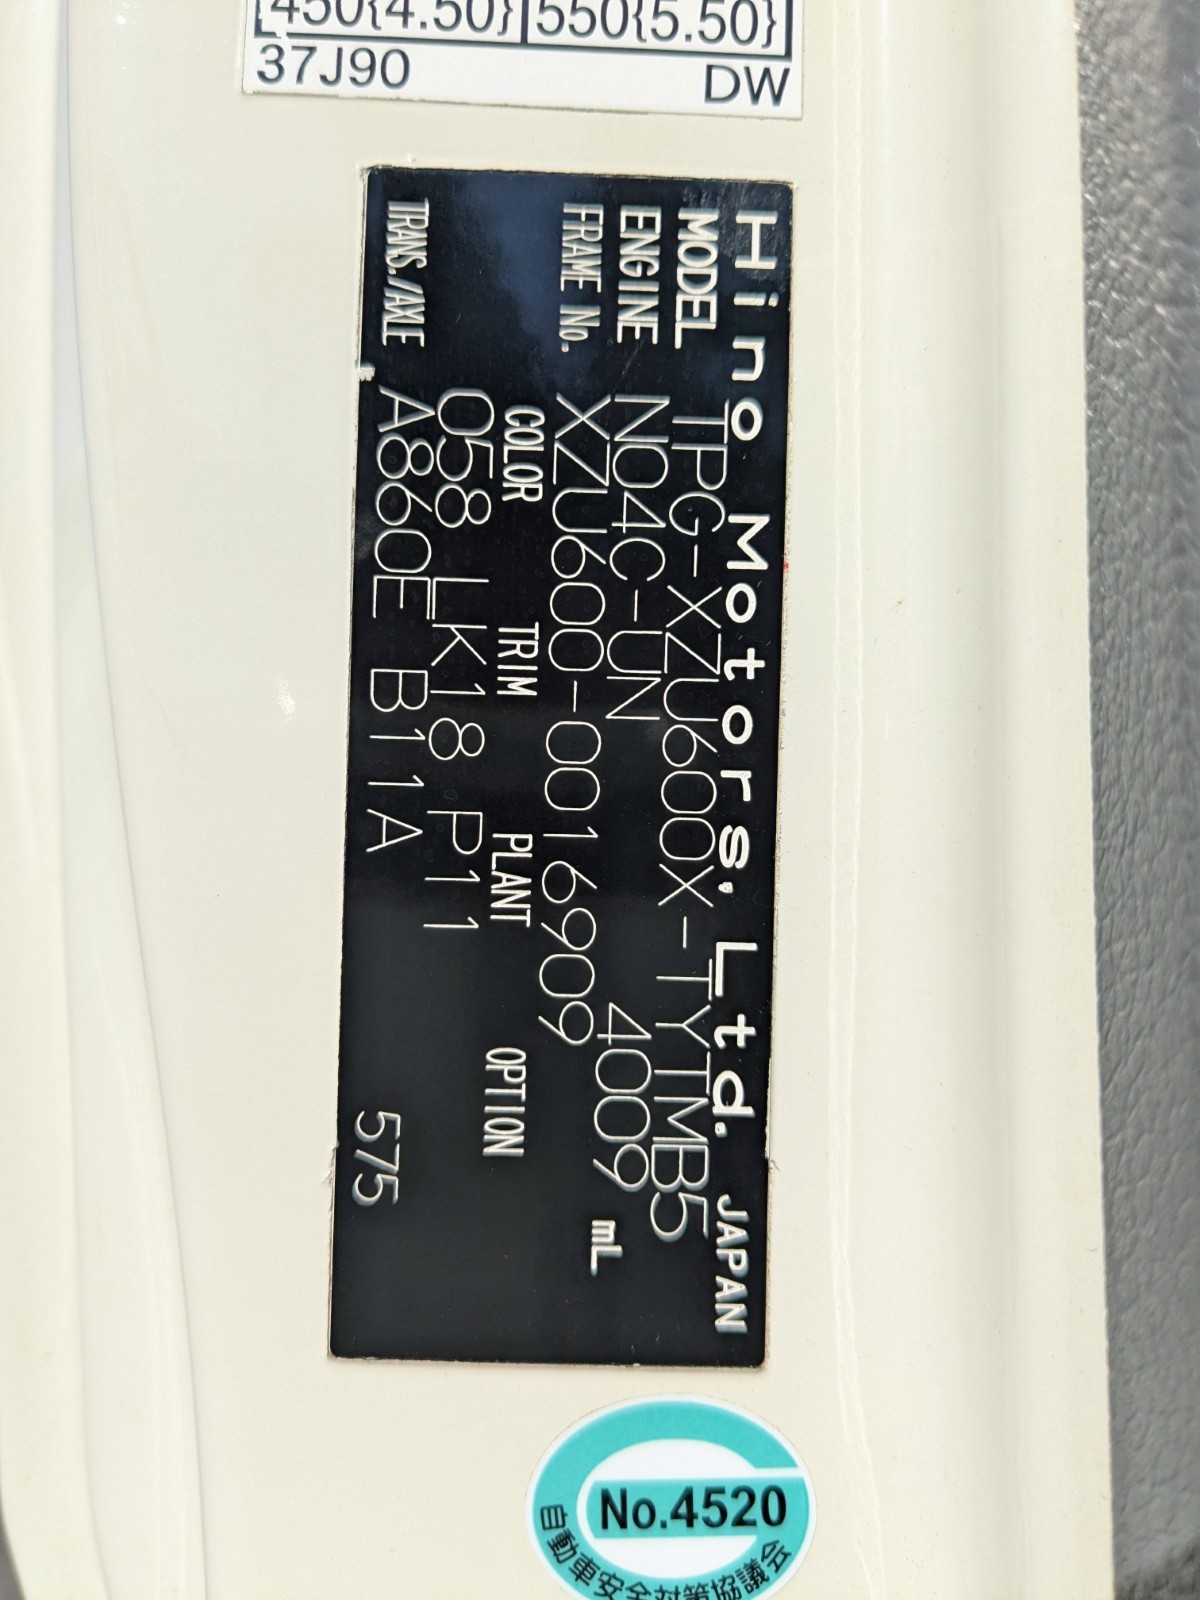 450{4.50} 550{5.50}
37J90 DW
Hino Motors, Ltd. JAPAN
MODEL TPG-XZU600X-TYTMB5
ENGINE N04C-UN 4009 mL
FRAME No. XZU600-0016909
COLOR TRIM PLANT OPTION
058 LK18 P11
TRANS./AXLE A860E B11A 575
No.4520
自動車安全対策協議会